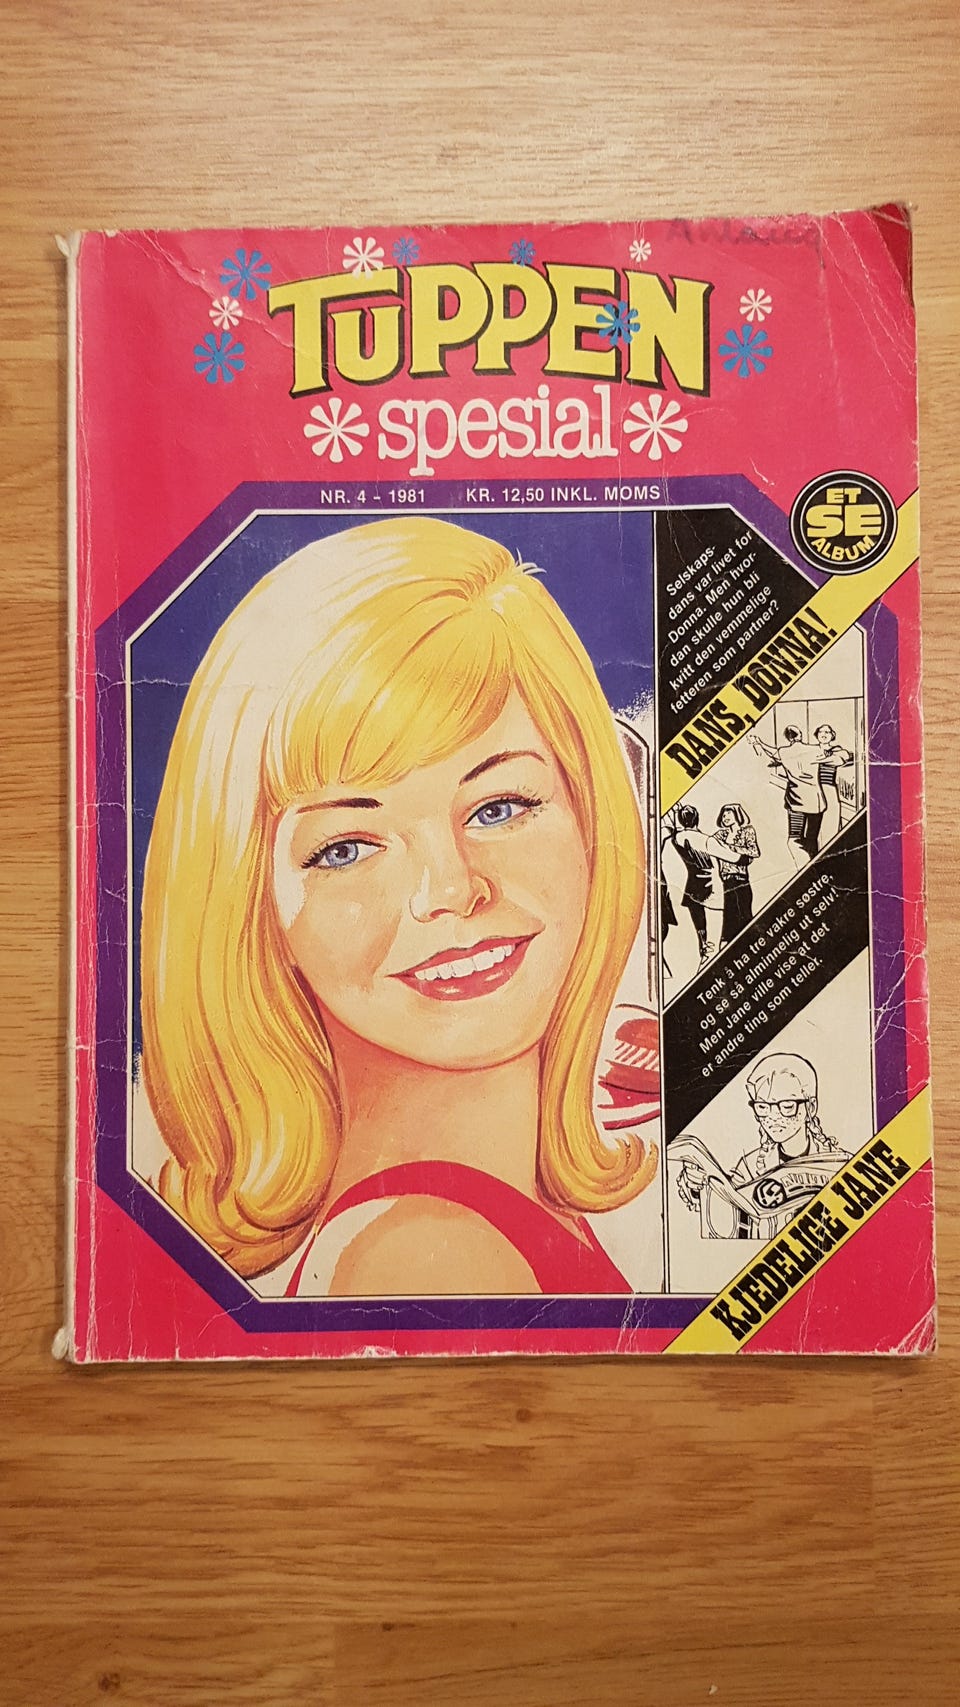 TUPPEN
spesial
NR. 4 - 1981 KR. 12,50 INKL. MOMS
ET
SE
ALBUM
Selskaps-
dans var livet for
Donna. Men hvor-
dan skulle hun bli
kvitt den vemmelige
fetteren som partner?
DANS, DONNA!
Tenk å ha tre vakre søstre,
og se så alminnelig ut selv!
Men Jane ville vise at det
er andre ting som teller.
KJEDELIGE JANE